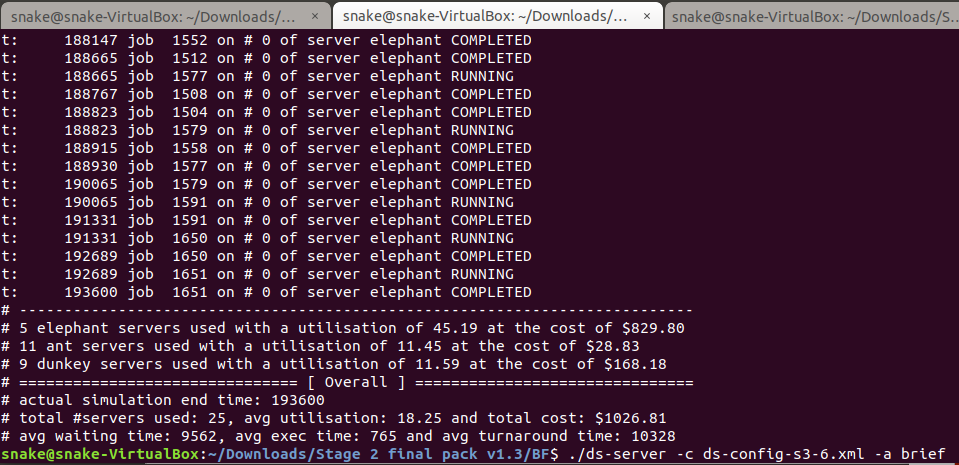 snake@snake-VirtualBox: ~/Downloads/... × snake@snake-VirtualBox: ~/Downloads/... × snake@snake-VirtualBox: ~/Downloads/S...
t: 188147 job 1552 on # 0 of server elephant COMPLETED
t: 188665 job 1512 on # 0 of server elephant COMPLETED
t: 188665 job 1577 on # 0 of server elephant RUNNING
t: 188767 job 1508 on # 0 of server elephant COMPLETED
t: 188823 job 1504 on # 0 of server elephant COMPLETED
t: 188823 job 1579 on # 0 of server elephant RUNNING
t: 188915 job 1558 on # 0 of server elephant COMPLETED
t: 188930 job 1577 on # 0 of server elephant COMPLETED
t: 190065 job 1579 on # 0 of server elephant COMPLETED
t: 190065 job 1591 on # 0 of server elephant RUNNING
t: 191331 job 1591 on # 0 of server elephant COMPLETED
t: 191331 job 1650 on # 0 of server elephant RUNNING
t: 192689 job 1650 on # 0 of server elephant COMPLETED
t: 192689 job 1651 on # 0 of server elephant RUNNING
t: 193600 job 1651 on # 0 of server elephant COMPLETED
# ---------------------------------------------------------------------------
# 5 elephant servers used with a utilisation of 45.19 at the cost of $829.80
# 11 ant servers used with a utilisation of 11.45 at the cost of $28.83
# 9 dunkey servers used with a utilisation of 11.59 at the cost of $168.18
# =============================== [ Overall ] ===============================
# actual simulation end time: 193600
# total #servers used: 25, avg utilisation: 18.25 and total cost: $1026.81
# avg waiting time: 9562, avg exec time: 765 and avg turnaround time: 10328
snake@snake-VirtualBox:~/Downloads/Stage 2 final pack v1.3/BF$ ./ds-server -c ds-config-s3-6.xml -a brief